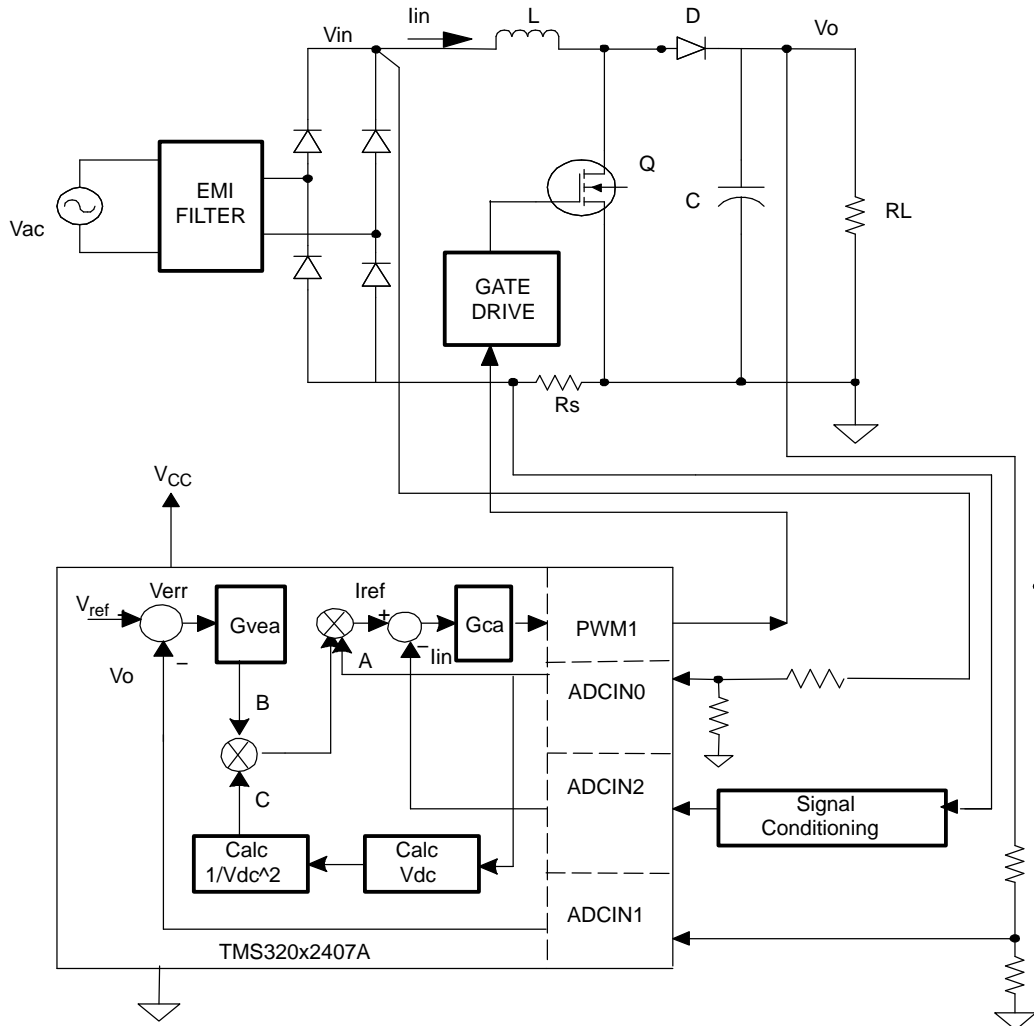 Iin
L
D
Vin
Vo
EMI
FILTER
Q
C
RL
Vac
GATE
DRIVE
Rs
VCC
Verr
Iref
Vref
+
Gvea
+
Gca
PWM1
−
−
Iin
Vo
A
ADCIN0
B
ADCIN2
C
Signal
Conditioning
Calc
1/Vdc^2
Calc
Vdc
ADCIN1
TMS320x2407A